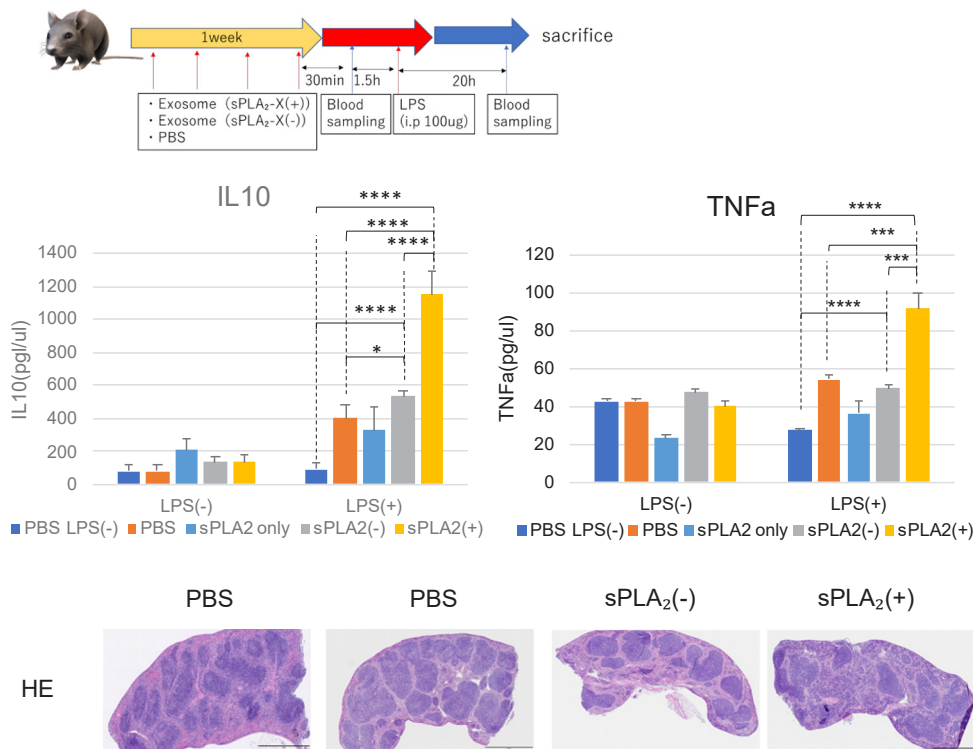 1week
sacrifice
30min
1.5h
20h
・Exosome (sPLA₂-X(+))
・Exosome (sPLA₂-X(-))
・PBS
Blood
sampling
LPS
(i.p 100ug)
Blood
sampling
IL10
****
****
****
****
*
IL10(pgl/ul)
1400
1200
1000
800
600
400
200
0
LPS(-) LPS(+)
PBS LPS(-) PBS sPLA2 only sPLA2(-) sPLA2(+)
TNFa
****
***
***
****
TNFa(pg/ul)
120
100
80
60
40
20
0
LPS(-) LPS(+)
PBS LPS(-) PBS sPLA2 only sPLA2(-) sPLA2(+)
PBS PBS sPLA₂(-) sPLA₂(+)
HE